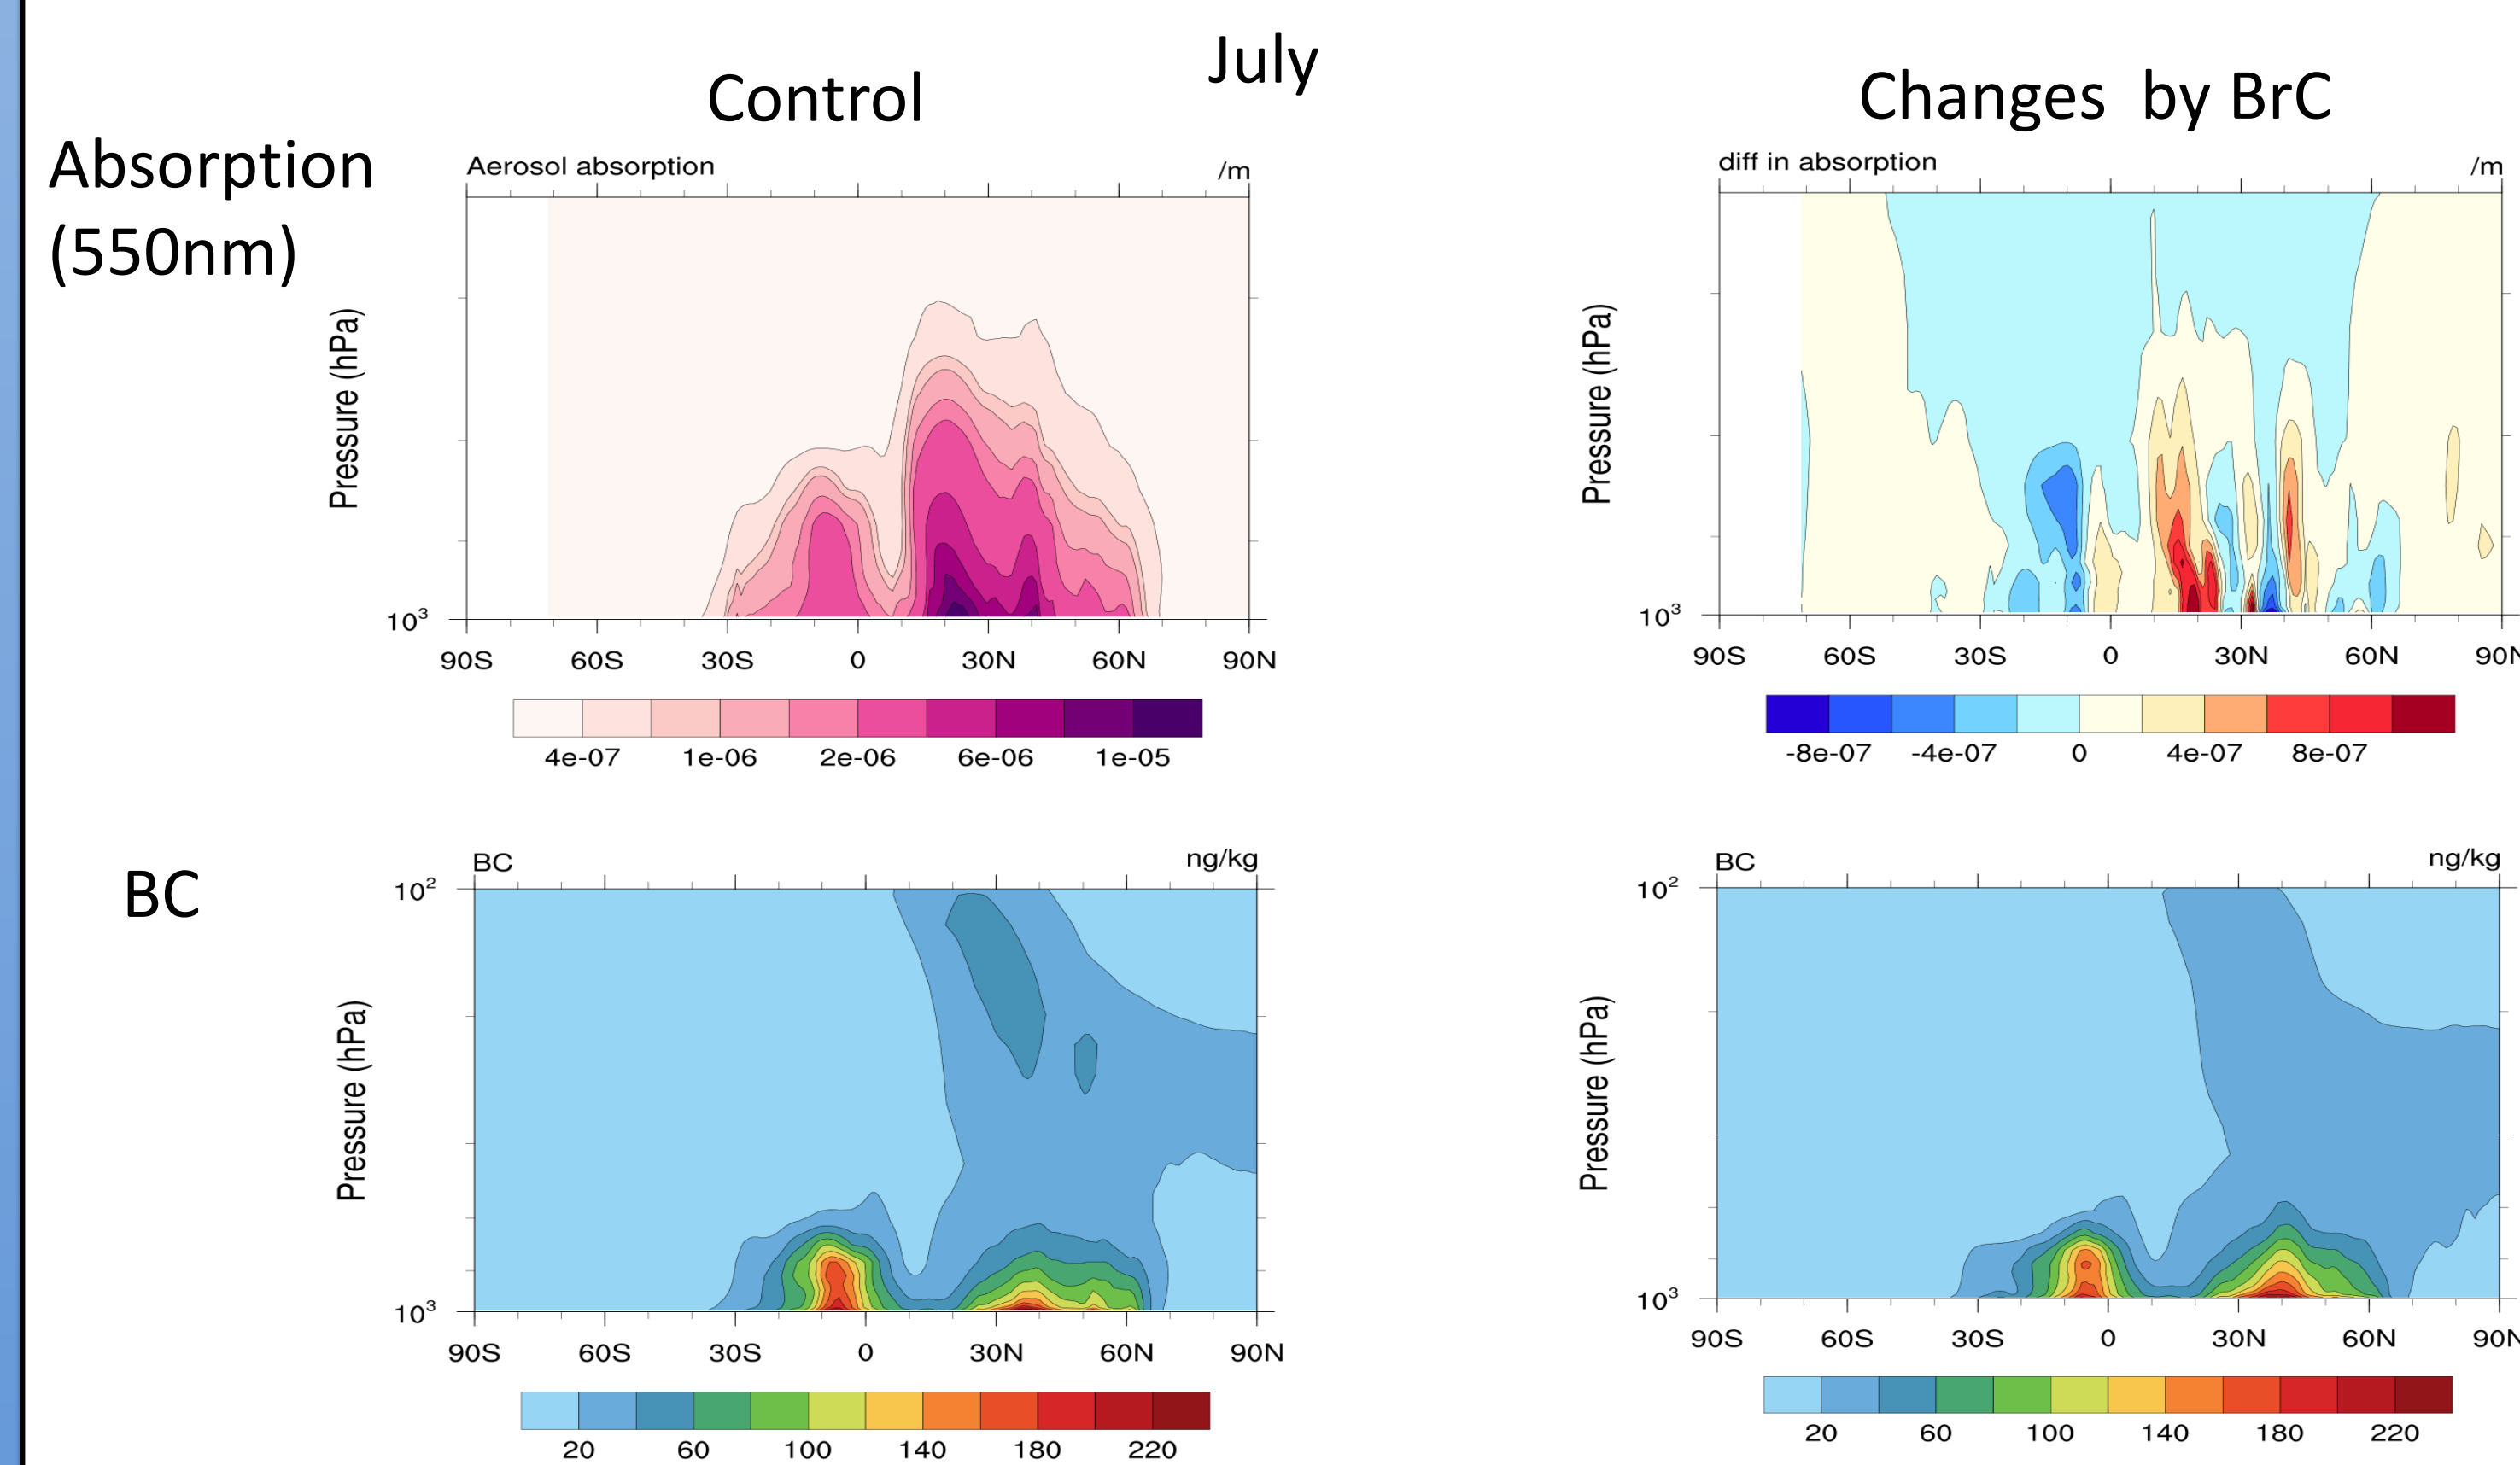 July
Control
Changes by BrC
Absorption
(550nm)
Aerosol absorption /m
Pressure (hPa)
10³
90S 60S 30S 0 30N 60N 90N
4e-07 1e-06 2e-06 6e-06 1e-05
diff in absorption /m
Pressure (hPa)
10³
90S 60S 30S 0 30N 60N 90N
-8e-07 -4e-07 0 4e-07 8e-07
BC
BC ng/kg
10²
Pressure (hPa)
10³
90S 60S 30S 0 30N 60N 90N
20 60 100 140 180 220
BC ng/kg
10²
Pressure (hPa)
10³
90S 60S 30S 0 30N 60N 90N
20 60 100 140 180 220